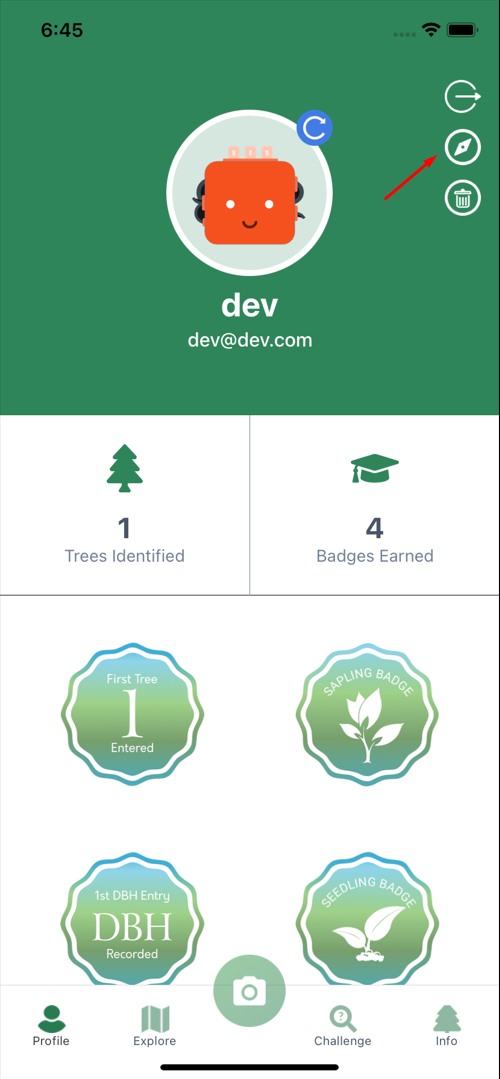 6:45
dev
dev@dev.com
1
Trees Identified
4
Badges Earned
First Tree
1
Entered
SAPLING BADGE
1st DBH Entry
DBH
Recorded
SEEDLING BADGE
?
Profile
Explore
Challenge
Info